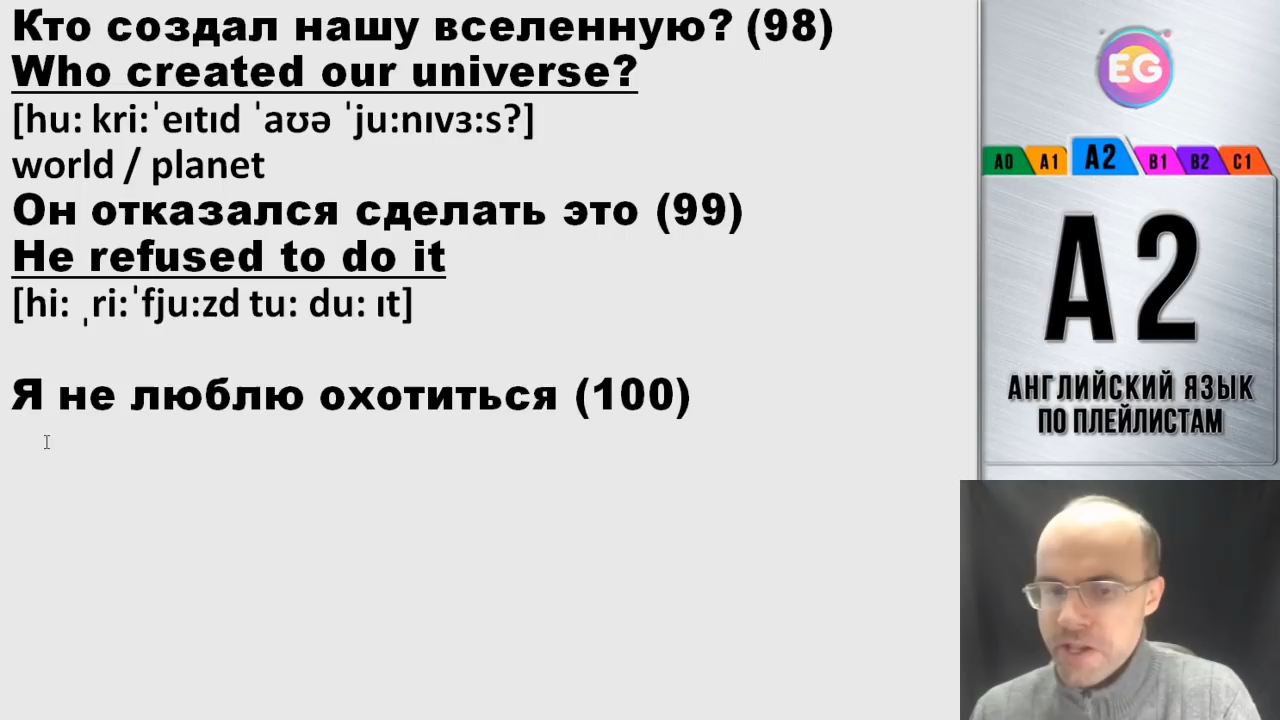 Кто создал нашу вселенную? (98)
Who created our universe?
[hu: kri:ˈeɪtɪd ˈaʊə ˈju:nɪvɜ:s?]
world / planet
Он отказался сделать это (99)
He refused to do it
[hi: ˌri:ˈfju:zd tu: du: ɪt]
Я не люблю охотиться (100)
EG
A0 A1 A2 B1 B2 C1
A2
АНГЛИЙСКИЙ ЯЗЫК
ПО ПЛЕЙЛИСТАМ